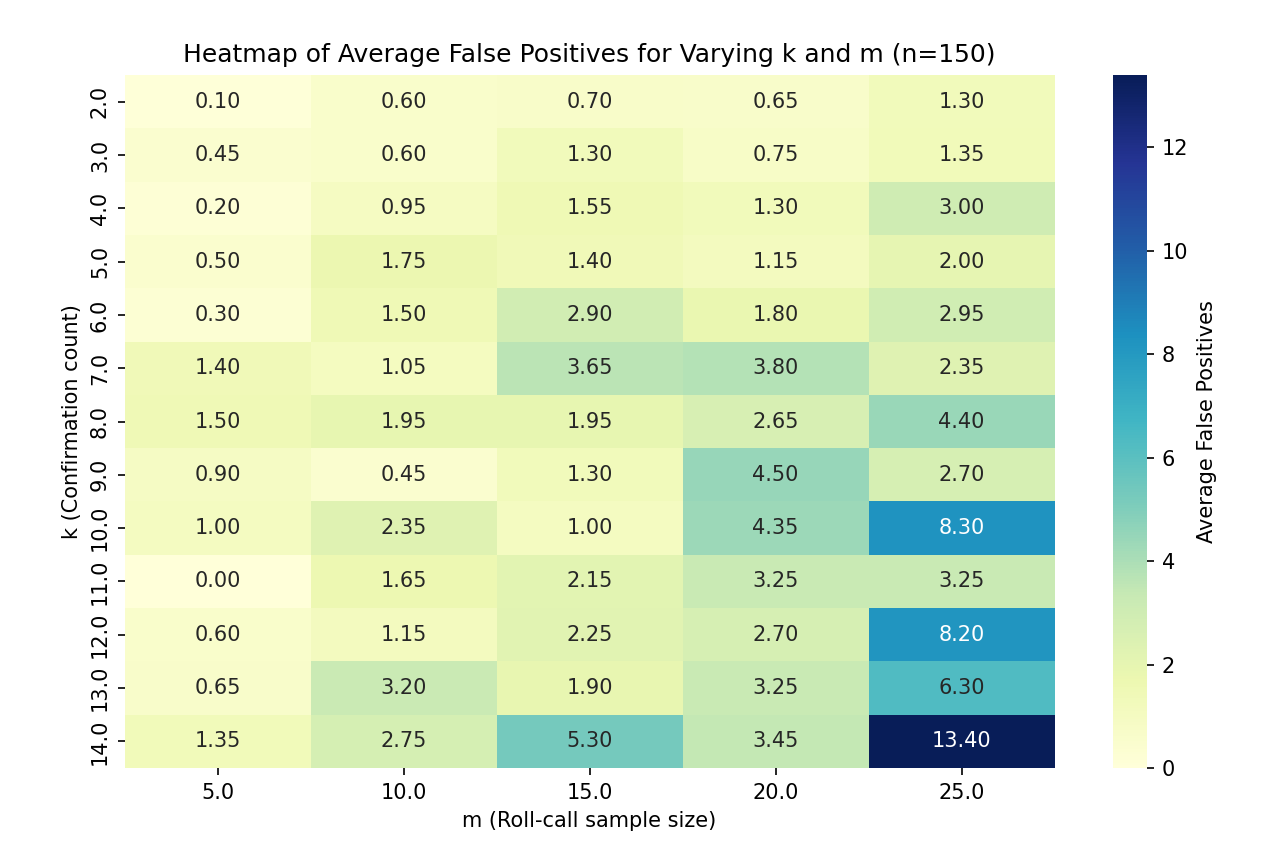 Heatmap of Average False Positives for Varying k and m (n=150)
2.0 0.10 0.60 0.70 0.65 1.30
3.0 0.45 0.60 1.30 0.75 1.35
4.0 0.20 0.95 1.55 1.30 3.00
5.0 0.50 1.75 1.40 1.15 2.00
6.0 0.30 1.50 2.90 1.80 2.95
7.0 1.40 1.05 3.65 3.80 2.35
8.0 1.50 1.95 1.95 2.65 4.40
9.0 0.90 0.45 1.30 4.50 2.70
10.0 1.00 2.35 1.00 4.35 8.30
11.0 0.00 1.65 2.15 3.25 3.25
12.0 0.60 1.15 2.25 2.70 8.20
13.0 0.65 3.20 1.90 3.25 6.30
14.0 1.35 2.75 5.30 3.45 13.40
5.0 10.0 15.0 20.0 25.0
m (Roll-call sample size)
k (Confirmation count)
12
10
8
6
4
2
0
Average False Positives